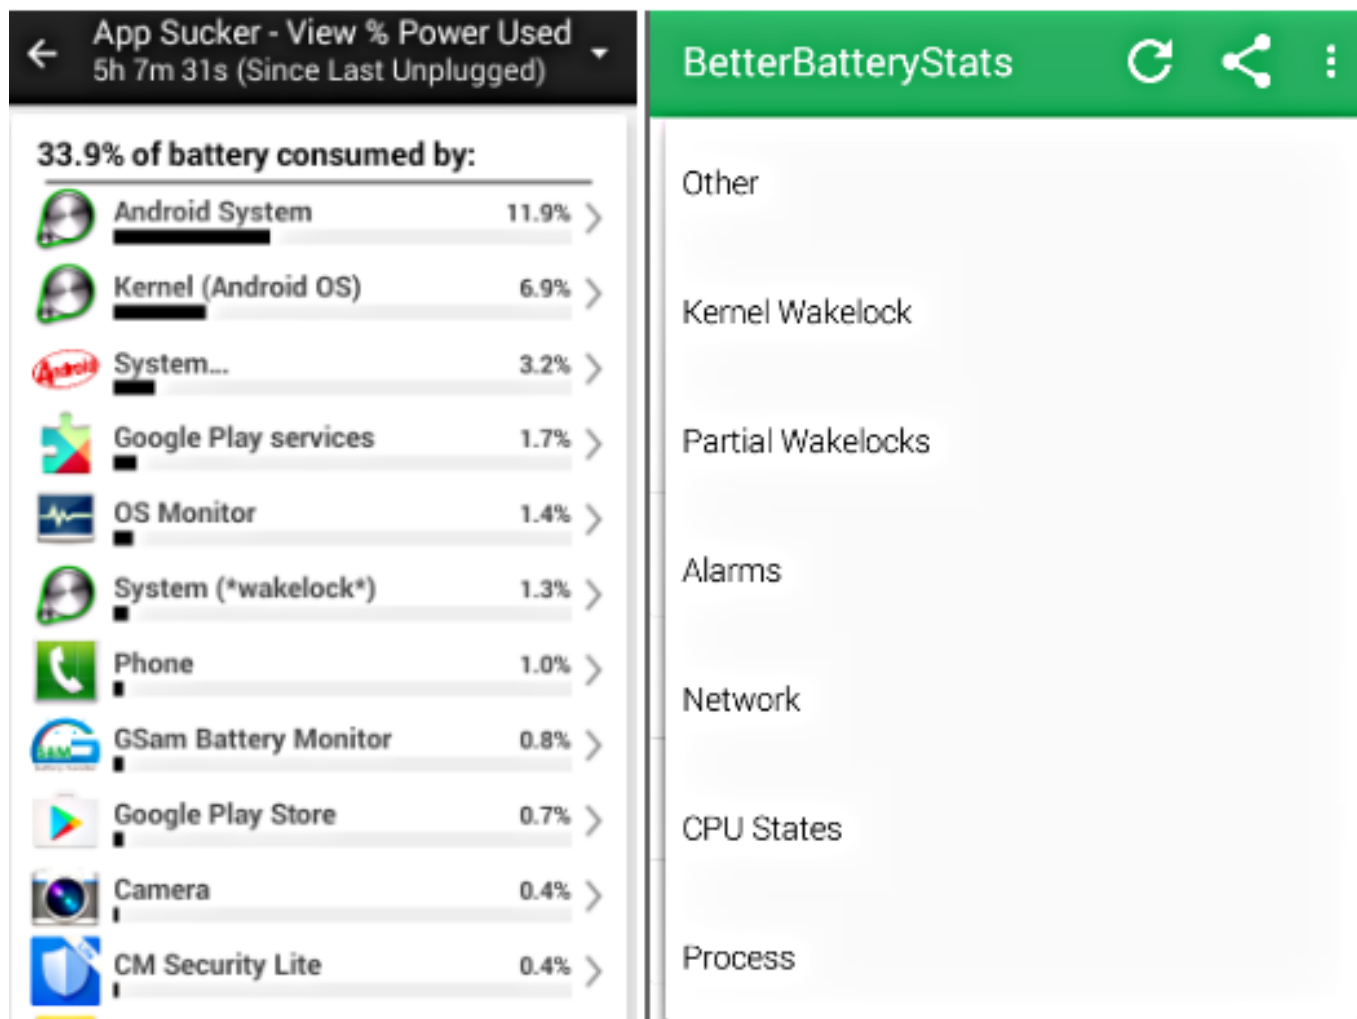 App Sucker - View % Power Used
5h 7m 31s (Since Last Unplugged)
33.9% of battery consumed by:
Android System 11.9%
Kernel (Android OS) 6.9%
Android
System... 3.2%
Google Play services 1.7%
OS Monitor 1.4%
System (*wakelock*) 1.3%
Phone 1.0%
GSam Battery Monitor 0.8%
Google Play Store 0.7%
Camera 0.4%
CM Security Lite 0.4%
BetterBatteryStats
Other
Kernel Wakelock
Partial Wakelocks
Alarms
Network
CPU States
Process